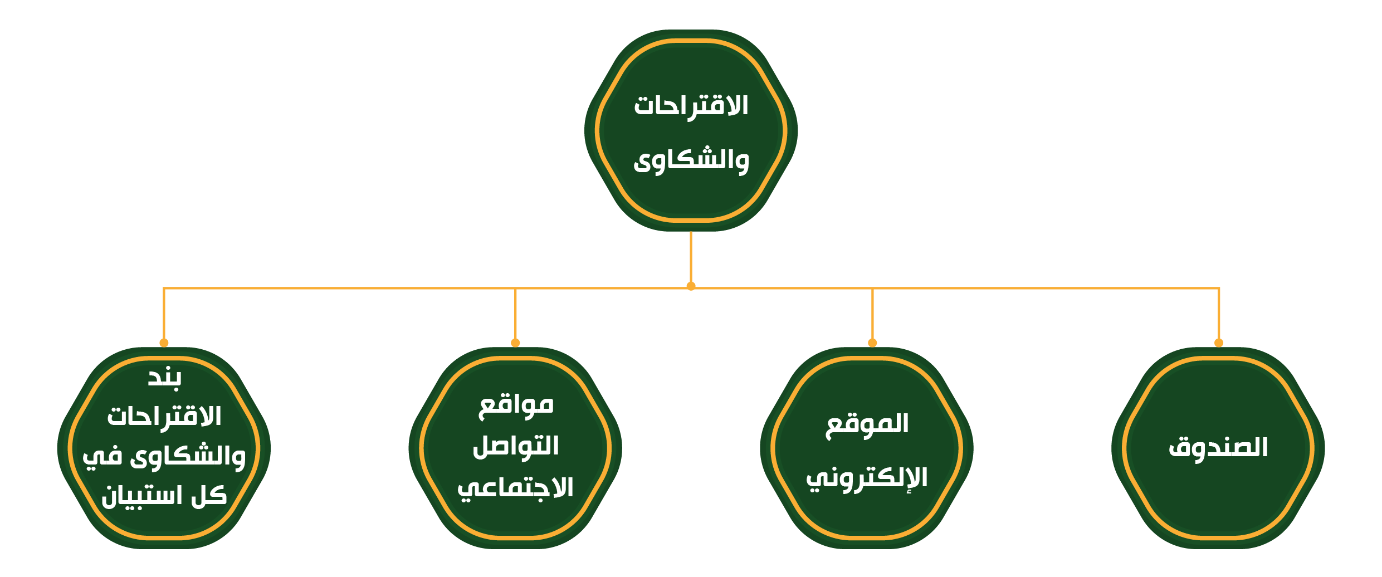 الاقتراحات
والشكاوى
الصندوق
الموقع
الإلكتروني
مواقع
التواصل
الاجتماعي
بند
الاقتراحات
والشكاوى في
كل استبيان